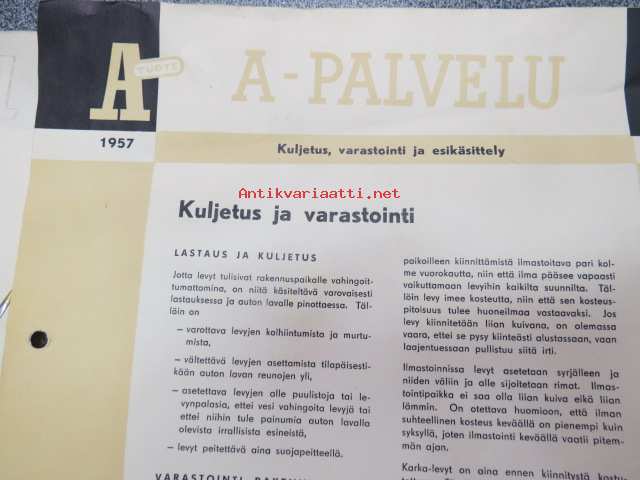 A
TUOTE
1957
A-PALVELU
Kuljetus, varastointi ja esikäsittely
Antikvariaatti.net
Kuljetus ja varastointi
LASTAUS JA KULJETUS
Jotta levyt tulisivat rakennuspaikalle vahingoit-
tumattomina, on niitä käsiteltävä varovaisesti
lastauksessa ja auton lavalle pinottaessa. Täl-
löin on
— varottava levyjen kolhiintumista ja murtu-
mista,
— vältettävä levyjen asettamista tilapäisesti-
kään auton lavan reunojen yli,
— asetettava levyjen alle puulistoja tai le-
vynpalasia, ettei vesi vahingoita levyjä tai
ettei niihin tule painumia auton lavalla
olevista irrallisista esineistä,
— levyt peitettävä aina suojapeitteellä.
paikoilleen kiinnittämistä ilmastoitava pari kol-
me vuorokautta, niin että ilma pääsee vapaasti
vaikuttamaan levyihin kaikilta suunnilta. Täl-
löin levy imee kosteutta, niin että sen kosteus-
pitoisuus tulee huoneilmaa vastaavaksi. Jos
levy kiinnitetään liian kuivana, on olemassa
vaara, ettei se pysy kiinteästi alustassaan, vaan
laajentuessaan pullistuu siitä irti.
Ilmastoinnissa levyt asetetaan syrjälleen ja
niiden väliin ja alle sijoitetaan rimat. Ilmas-
tointipaikka ei saa olla liian kuiva eikä liian
lämmin. On otettava huomioon, että ilman
suhteellinen kosteus keväällä on pienempi kuin
syksyllä, joten ilmastointi keväällä vaatii pitem-
män ajan.
Karka-levyt on aina ennen kiinnitystä kostu-